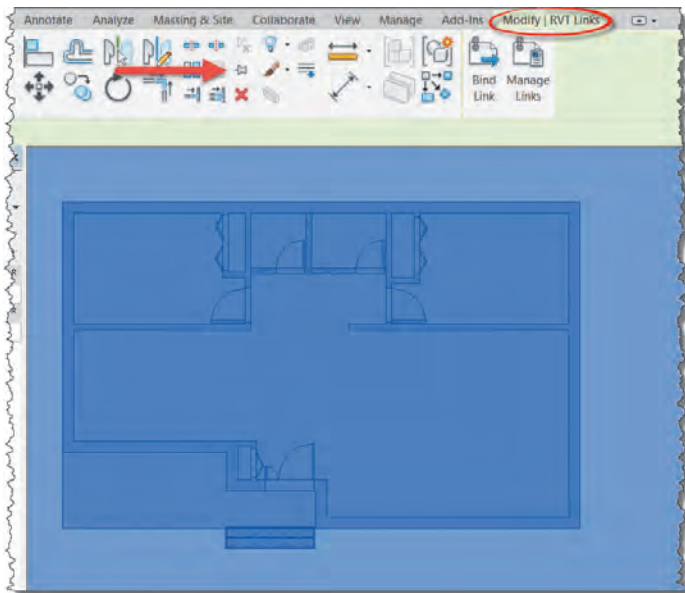 Annotate Analyze Massing & Site Collaborate View Manage Add-Ins Modify | RVT Links
Bind Manage
Link Links